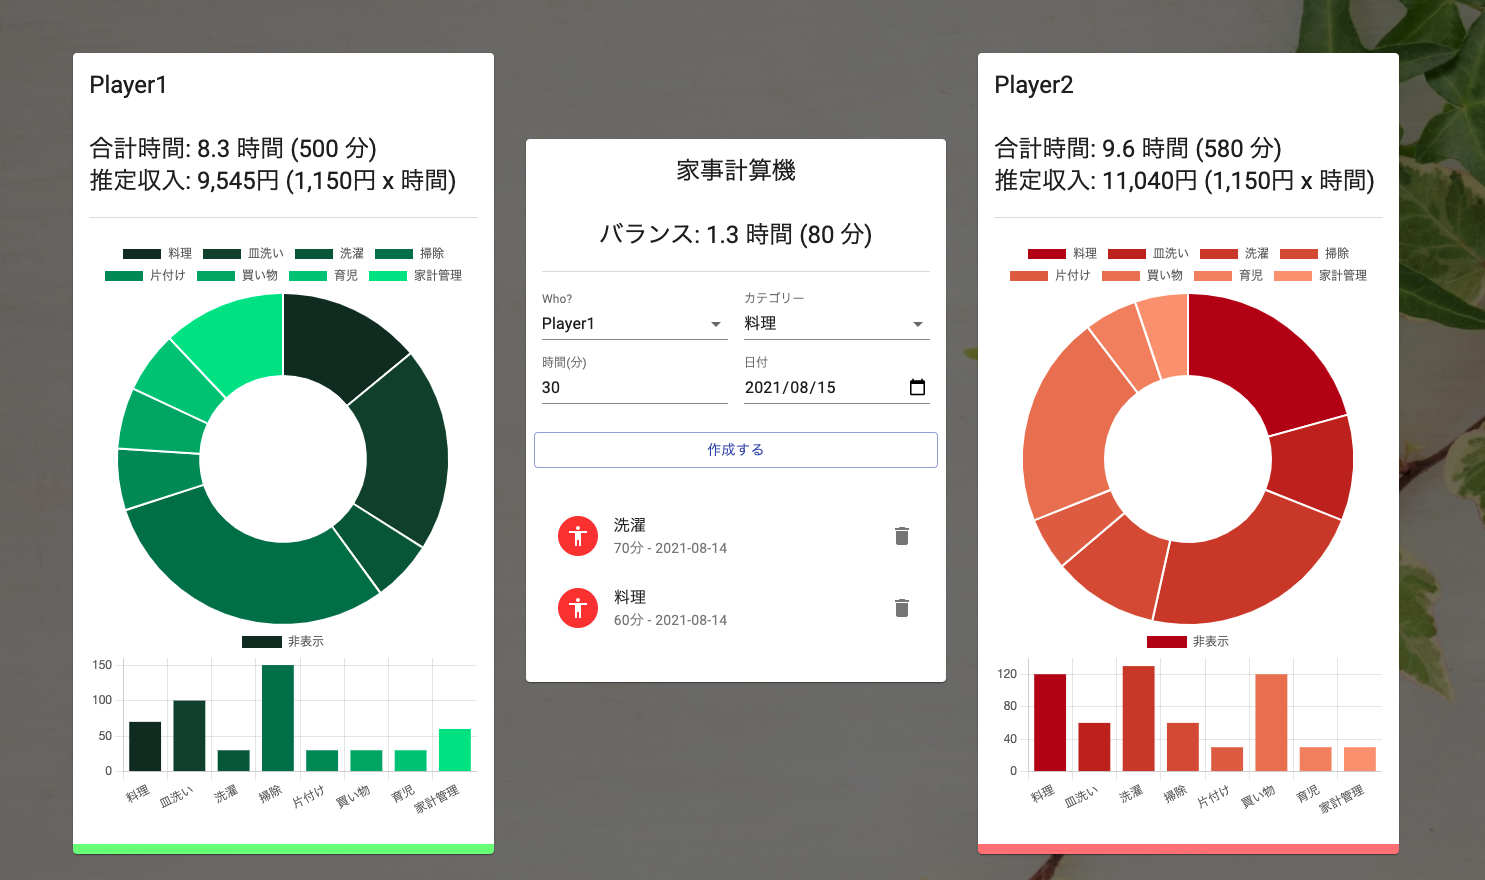 Player1
合計時間: 8.3 時間 (500 分)
推定収入: 9,545円 (1,150円 x 時間)
料理 皿洗い 洗濯 掃除
片付け 買い物 育児 家計管理
非表示
150
100
50
0
料理 皿洗い 洗濯 掃除 片付け 買い物 育児 家計管理
家事計算機
バランス: 1.3 時間 (80 分)
Who? カテゴリー
Player1 料理
時間(分) 日付
30 2021/08/15
作成する
洗濯
70分 - 2021-08-14
料理
60分 - 2021-08-14
Player2
合計時間: 9.6 時間 (580 分)
推定収入: 11,040円 (1,150円 x 時間)
料理 皿洗い 洗濯 掃除
片付け 買い物 育児 家計管理
非表示
120
80
40
0
料理 皿洗い 洗濯 掃除 片付け 買い物 育児 家計管理